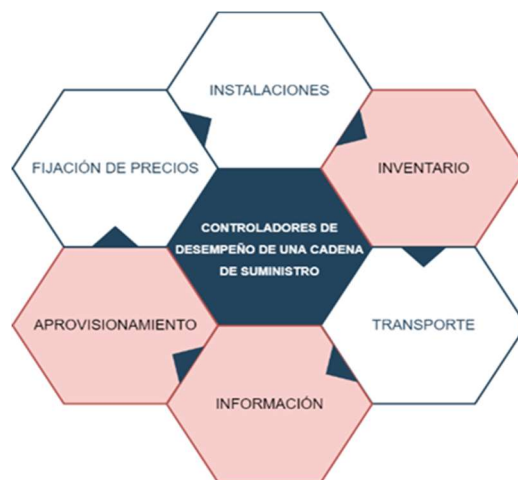 INSTALACIONES
FIJACIÓN DE PRECIOS
INVENTARIO
CONTROLADORES DE
DESEMPEÑO DE UNA CADENA
DE SUMINISTRO
APROVISIONAMIENTO
TRANSPORTE
INFORMACIÓN